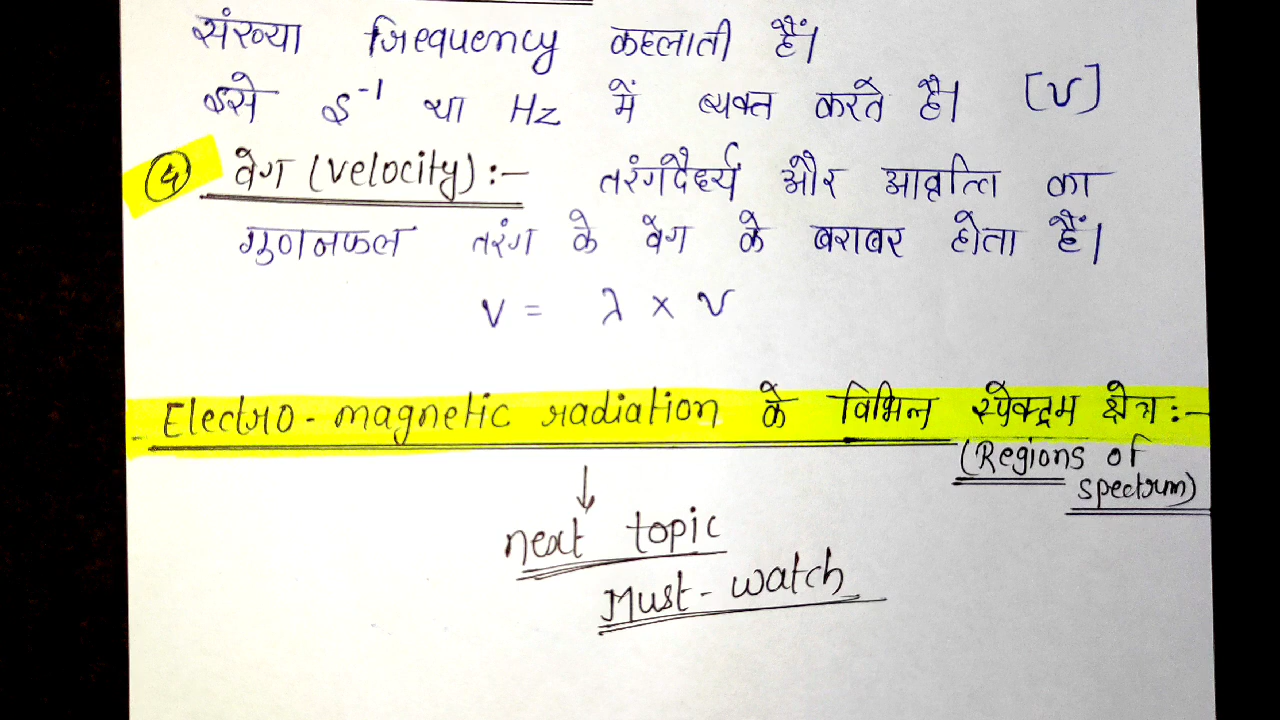 संख्या frequency कहलाती हैं।
इसे s⁻¹ या Hz में व्यक्त करते है। [ν]
④ वेग (velocity) :- तरंगदैर्ध्य और आवृत्ति का
गुणनफल तरंग के वेग के बराबर होता हैं।
v = λ × ν
Electro-magnetic radiation के विभिन्न स्पेक्ट्रम क्षेत्र :-
(Regions of
spectrum)
↓
next topic
Must-watch